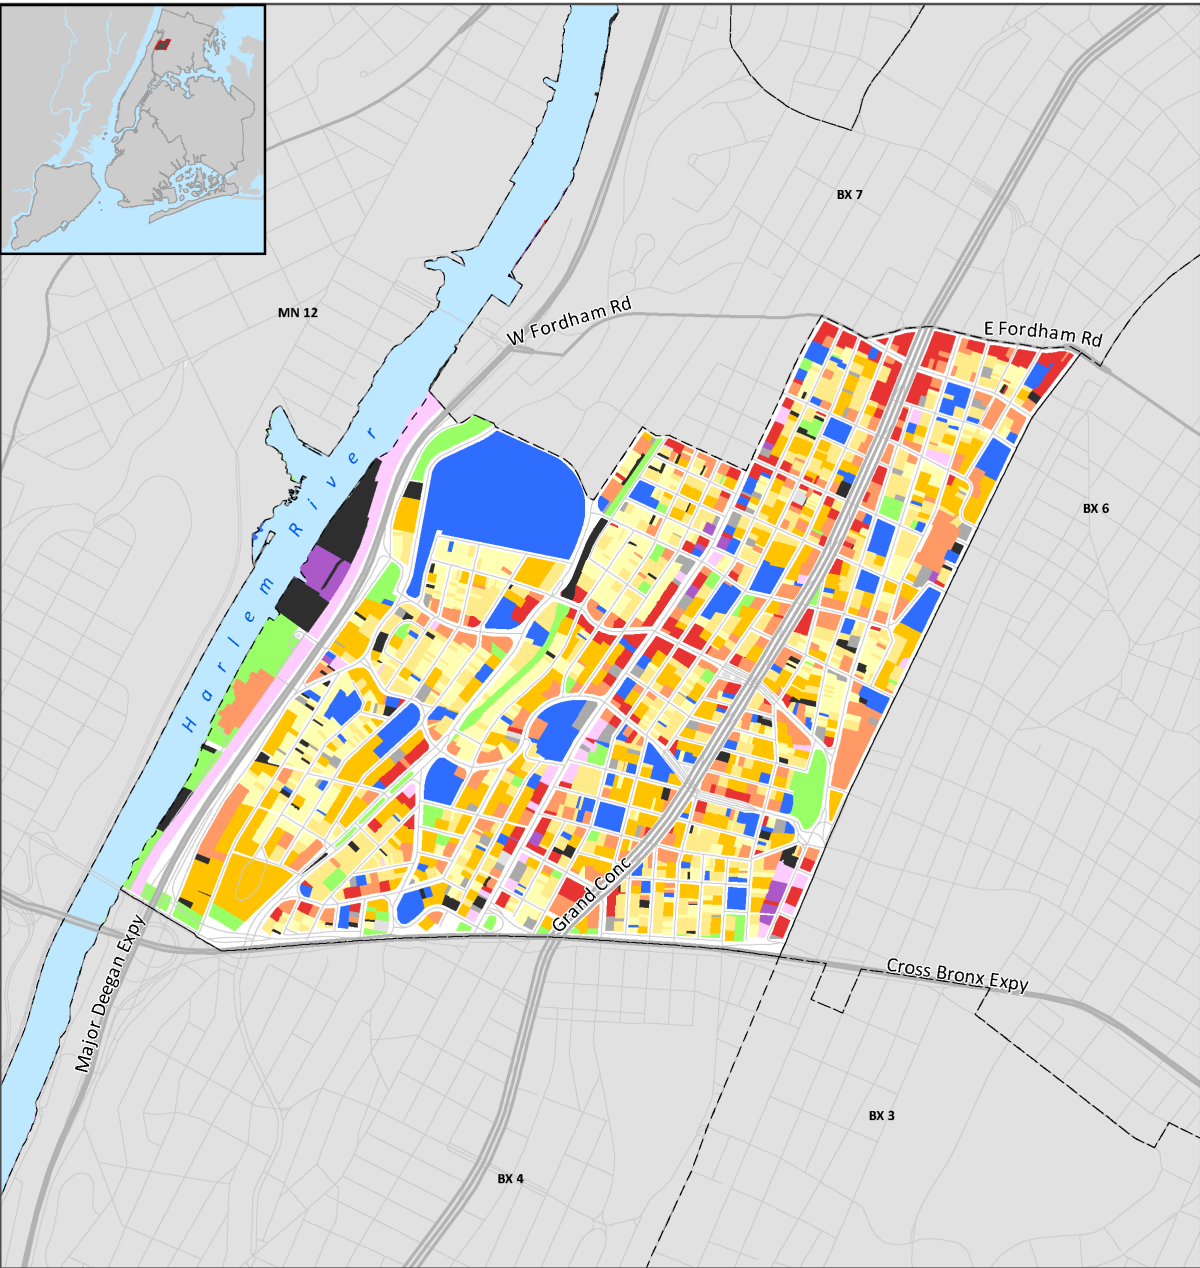 BX 7
MN 12
W Fordham Rd
E Fordham Rd
BX 6
Harlem River
Grand Conc
Major Deegan Expy
Cross Bronx Expy
BX 3
BX 4